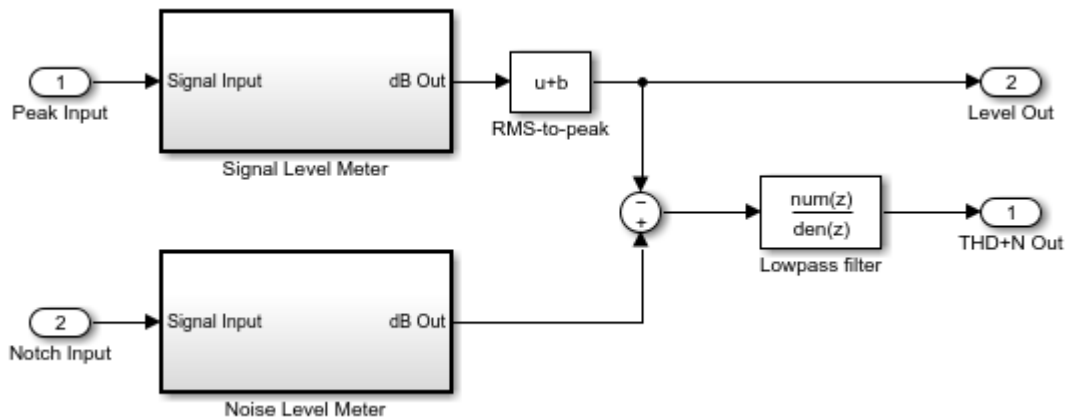 1
Peak Input
Signal Input
dB Out
Signal Level Meter
u+b
RMS-to-peak
2
Level Out
−
+
num(z)
den(z)
Lowpass filter
1
THD+N Out
2
Notch Input
Signal Input
dB Out
Noise Level Meter